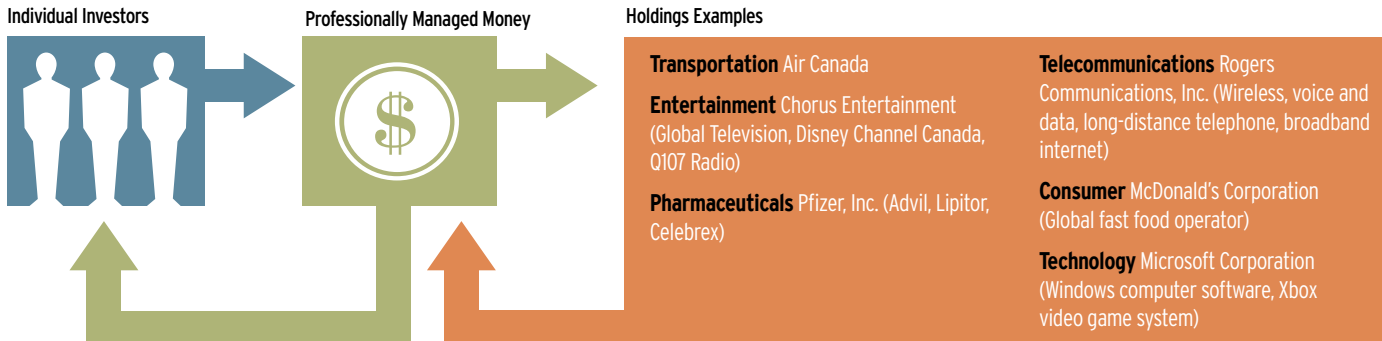 Individual Investors
Professionally Managed Money
Holdings Examples
$
Transportation Air Canada
Entertainment Chorus Entertainment
(Global Television, Disney Channel Canada,
Q107 Radio)
Pharmaceuticals Pfizer, Inc. (Advil, Lipitor,
Celebrex)
Telecommunications Rogers
Communications, Inc. (Wireless, voice and
data, long-distance telephone, broadband
internet)
Consumer McDonald's Corporation
(Global fast food operator)
Technology Microsoft Corporation
(Windows computer software, Xbox
video game system)